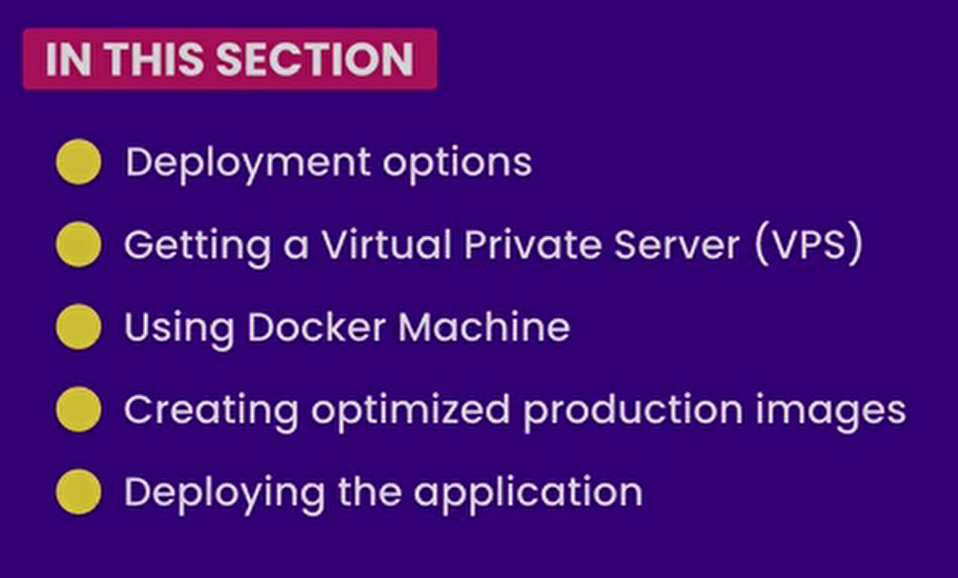 IN THIS SECTION
Deployment options
Getting a Virtual Private Server (VPS)
Using Docker Machine
Creating optimized production images
Deploying the application